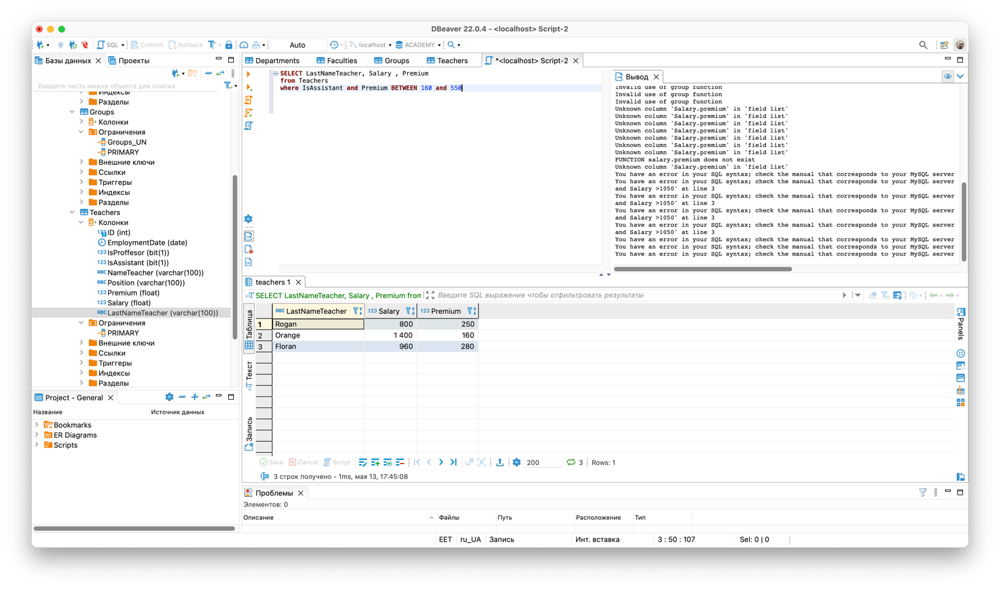 DBeaver 22.0.4 - <localhost> Script-2
SQL
Commit
Rollback
Auto
localhost
ACADEMY
Базы данных
Проекты
Введите часть имени объекта для поиска
Индексы
Разделы
Groups
Колонки
Ограничения
Groups_UN
PRIMARY
Внешние ключи
Ссылки
Триггеры
Индексы
Разделы
Teachers
Колонки
ID (int)
EmploymentDate (date)
IsProffesor (bit(1))
IsAssistant (bit(1))
NameTeacher (varchar(100))
Position (varchar(100))
Premium (float)
Salary (float)
LastNameTeacher (varchar(100))
Ограничения
PRIMARY
Внешние ключи
Ссылки
Триггеры
Индексы
Разделы
Project - General
Название Источник данных
Bookmarks
ER Diagrams
Scripts
Departments
Faculties
Groups
Teachers
*<localhost> Script-2
SELECT LastNameTeacher, Salary , Premium
from Teachers
where IsAssistant and Premium BETWEEN 160 and 550
Вывод
Invalid use of group function
Invalid use of group function
Invalid use of group function
Unknown column 'Salary.premium' in 'field list'
Unknown column 'Salary.premium' in 'field list'
Unknown column 'Salary.premium' in 'field list'
Unknown column 'Salary.premium' in 'field list'
Unknown column 'Salary.premium' in 'field list'
Unknown column 'Salary.premium' in 'field list'
Unknown column 'Salary.premium' in 'field list'
FUNCTION salary.premium does not exist
Unknown column 'Salary.premium' in 'field list'
You have an error in your SQL syntax; check the manual that corresponds to your MySQL server
You have an error in your SQL syntax; check the manual that corresponds to your MySQL server
and Salary >1050' at line 3
You have an error in your SQL syntax; check the manual that corresponds to your MySQL server
and Salary >1050' at line 3
You have an error in your SQL syntax; check the manual that corresponds to your MySQL server
and Salary >1050' at line 3
You have an error in your SQL syntax; check the manual that corresponds to your MySQL server
and Salary >1050' at line 3
You have an error in your SQL syntax; check the manual that corresponds to your MySQL server
You have an error in your SQL syntax; check the manual that corresponds to your MySQL server
You have an error in your SQL syntax; check the manual that corresponds to your MySQL server
teachers 1
SELECT LastNameTeacher, Salary , Premium from
Введите SQL выражение чтобы отфильтровать результаты
Таблица
Текст
Запись
Panels
ABC LastNameTeacher 123 Salary 123 Premium
1 Rogan 800 250
2 Orange 1 400 160
3 Floran 960 280
Save
Cancel
Script
200
3
Rows: 1
3 строк получено - 1ms, мая 13, 17:45:08
Проблемы
Элементов: 0
Описание Файлы Путь Расположение Тип
EET ru_UA Запись Инт. вставка 3 : 50 : 107 Sel: 0 | 0